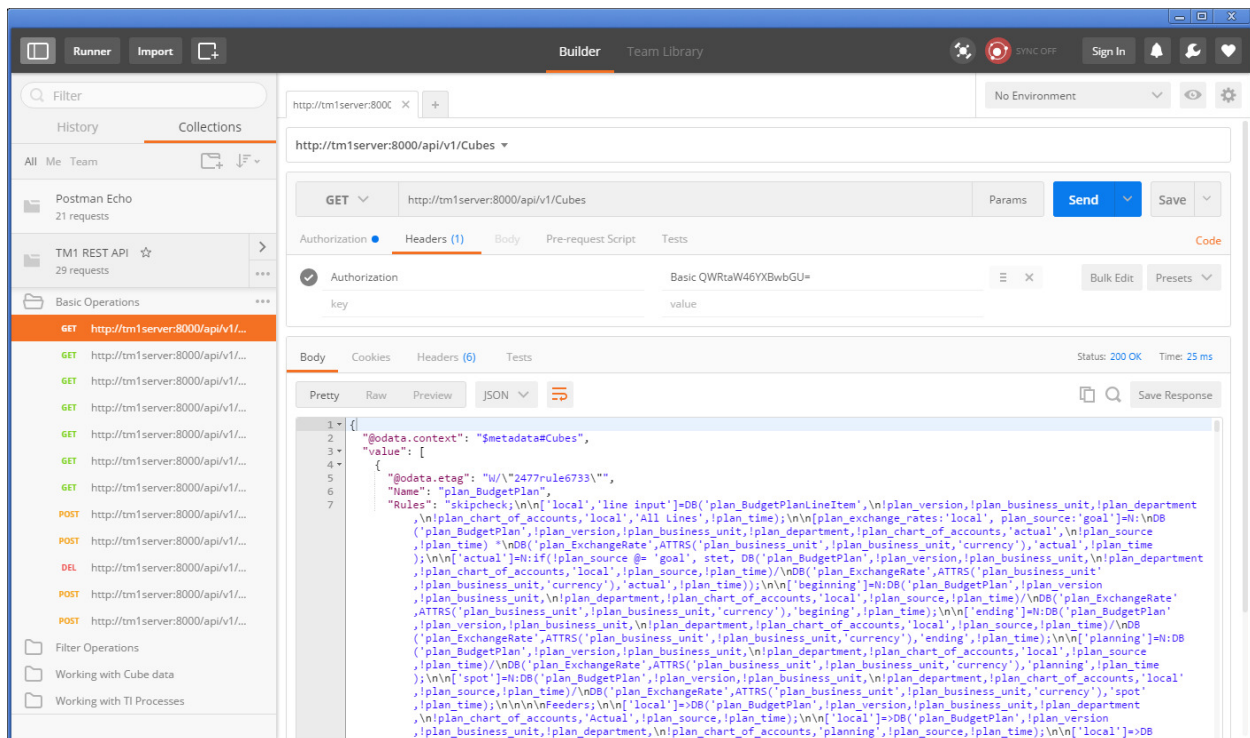 Runner Import Builder Team Library SYNC OFF Sign In
Filter
History Collections
All Me Team
Postman Echo
21 requests
TM1 REST API
29 requests
Basic Operations
GET http://tm1server:8000/api/v1/...
GET http://tm1server:8000/api/v1/...
GET http://tm1server:8000/api/v1/...
GET http://tm1server:8000/api/v1/...
GET http://tm1server:8000/api/v1/...
GET http://tm1server:8000/api/v1/...
GET http://tm1server:8000/api/v1/...
POST http://tm1server:8000/api/v1/...
POST http://tm1server:8000/api/v1/...
DEL http://tm1server:8000/api/v1/...
POST http://tm1server:8000/api/v1/...
POST http://tm1server:8000/api/v1/...
Filter Operations
Working with Cube data
Working with TI Processes
http://tm1server:800C No Environment
http://tm1server:8000/api/v1/Cubes
GET http://tm1server:8000/api/v1/Cubes Params Send Save
Authorization Headers (1) Body Pre-request Script Tests Code
Authorization Basic QWRtaW46YXBwbGU= Bulk Edit Presets
key value
Body Cookies Headers (6) Tests Status: 200 OK Time: 25 ms
Pretty Raw Preview JSON Save Response
1 {
2 "@odata.context": "$metadata#Cubes",
3 "value": [
4 {
5 "@odata.etag": "W/\"2477rule6733\"",
6 "Name": "plan_BudgetPlan",
7 "Rules": "skipcheck;\n\n['local','line input']=DB('plan_BudgetPlanLineItem',\n!plan_version,!plan_business_unit,!plan_department
,\n!plan_chart_of_accounts,'local','All Lines',!plan_time);\n\n[plan_exchange_rates:'local', plan_source:'goal']=N:\nDB
('plan_BudgetPlan',!plan_version,!plan_business_unit,!plan_department,!plan_chart_of_accounts,'actual',\n!plan_source
,!plan_time) *\nDB('plan_ExchangeRate',ATTRS('plan_business_unit',!plan_business_unit,'currency'),'actual',!plan_time
);\n\n['actual']=N:if(!plan_source @= 'goal', stet, DB('plan_BudgetPlan',!plan_version,!plan_business_unit,\n!plan_department
,!plan_chart_of_accounts,'local',!plan_source,!plan_time)/\nDB('plan_ExchangeRate',ATTRS('plan_business_unit'
,!plan_business_unit,'currency'),'actual',!plan_time));\n\n['beginning']=N:DB('plan_BudgetPlan',!plan_version
,!plan_business_unit,\n!plan_department,!plan_chart_of_accounts,'local',!plan_source,!plan_time)/\nDB('plan_ExchangeRate'
,ATTRS('plan_business_unit',!plan_business_unit,'currency'),'begining',!plan_time);\n\n['ending']=N:DB('plan_BudgetPlan'
,!plan_version,!plan_business_unit,\n!plan_department,!plan_chart_of_accounts,'local',!plan_source,!plan_time)/\nDB
('plan_ExchangeRate',ATTRS('plan_business_unit',!plan_business_unit,'currency'),'ending',!plan_time);\n\n['planning']=N:DB
('plan_BudgetPlan',!plan_version,!plan_business_unit,\n!plan_department,!plan_chart_of_accounts,'local',!plan_source
,!plan_time)/\nDB('plan_ExchangeRate',ATTRS('plan_business_unit',!plan_business_unit,'currency'),'planning',!plan_time
);\n\n['spot']=N:DB('plan_BudgetPlan',!plan_version,!plan_business_unit,\n!plan_department,!plan_chart_of_accounts,'local'
,!plan_source,!plan_time)/\nDB('plan_ExchangeRate',ATTRS('plan_business_unit',!plan_business_unit,'currency'),'spot'
,!plan_time);\n\n\n\nFeeders;\n\n['local']=>DB('plan_BudgetPlan',!plan_version,!plan_business_unit,!plan_department
,\n!plan_chart_of_accounts,'Actual',!plan_source,!plan_time);\n\n['local']=>DB('plan_BudgetPlan',!plan_version
,!plan_business_unit,!plan_department,\n!plan_chart_of_accounts,'planning',!plan_source,!plan_time);\n\n['local']=>DB